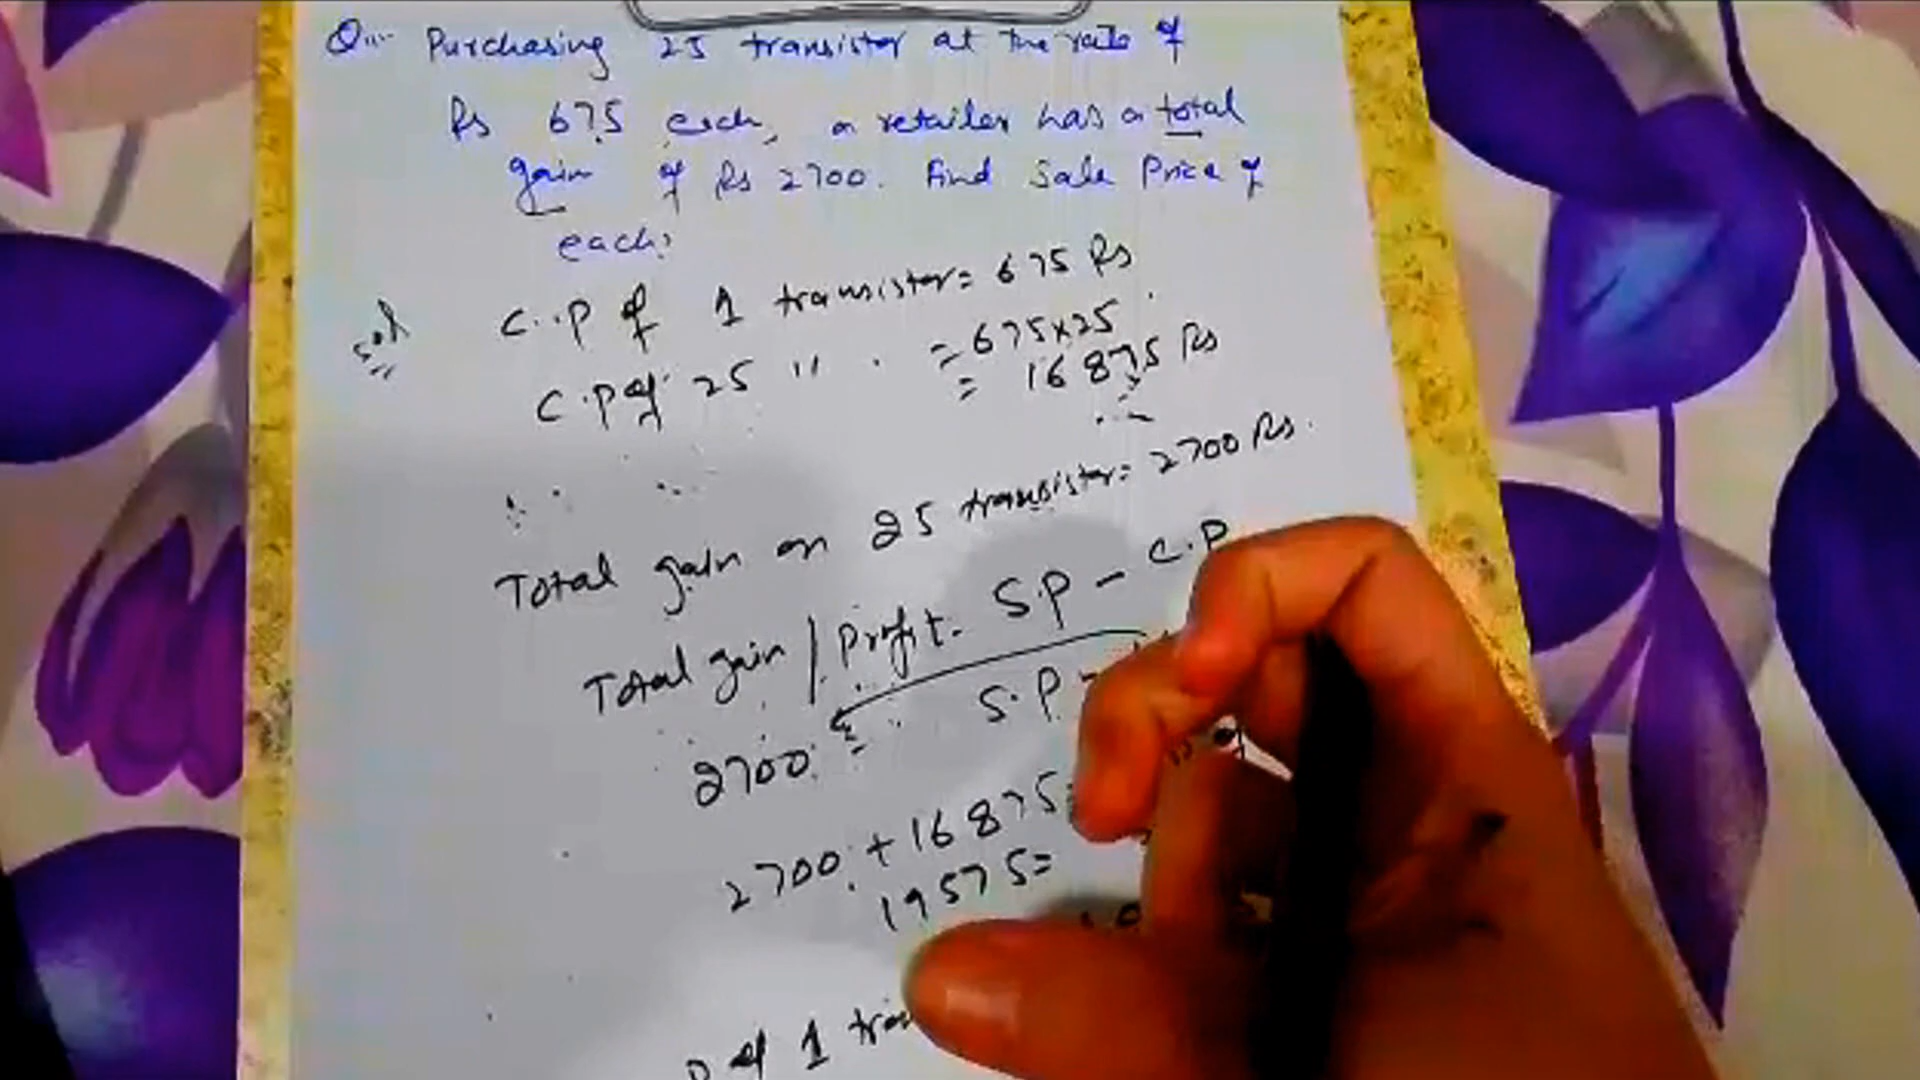 Q... Purchasing 25 transistor at the rate of
Rs 675 each, a retailer has a total
gain of Rs 2700. Find Sale Price of
each?
Sol
C.P of 1 transistor = 675 Rs
C.P of 25 " = 675x25
= 16875 Rs
Total gain on 25 transistor = 2700 Rs.
Total gain / Profit = S.P - C.P
2700 = S.P -
2700 + 16875 =
19575 =
of 1